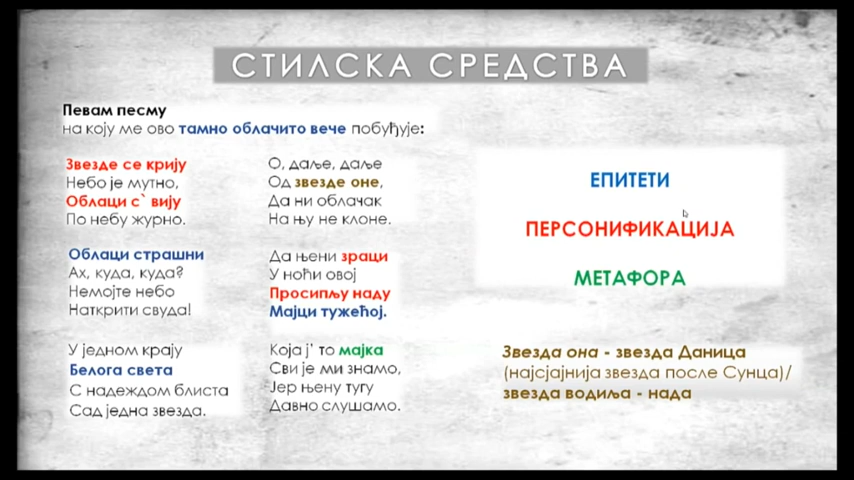 СТИЛСКА СРЕДСТВА
Певам песму
на коју ме ово тамно облачито вече побуђује:
Звезде се крију
Небо је мутно,
Облаци с` вију
По небу журно.
Облаци страшни
Ах, куда, куда?
Немојте небо
Наткрити свуда!
У једном крају
Белога света
С надеждом блиста
Сад једна звезда.
О, даље, даље
Од звезде оне,
Да ни облачак
На њу не клоне.
Да њени зраци
У ноћи овој
Просипљу наду
Мајци тужећој.
Која ј' то мајка
Сви је ми знамо,
Јер њену тугу
Давно слушамо.
ЕПИТЕТИ
ПЕРСОНИФИКАЦИЈА
МЕТАФОРА
Звезда она - звезда Даница
(најсјајнија звезда после Сунца)/
звезда водиља - нада